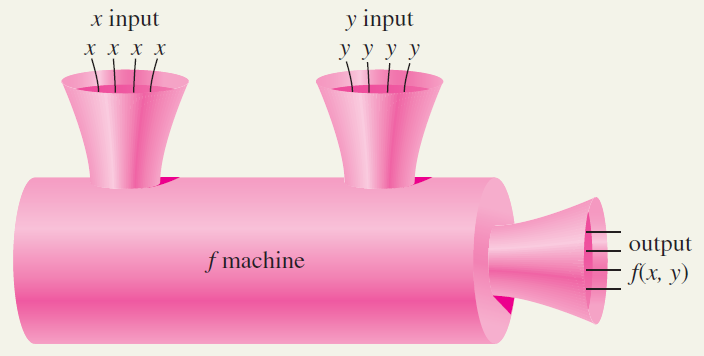 x input
x x x x
y input
y y y y
f machine
output
f(x, y)